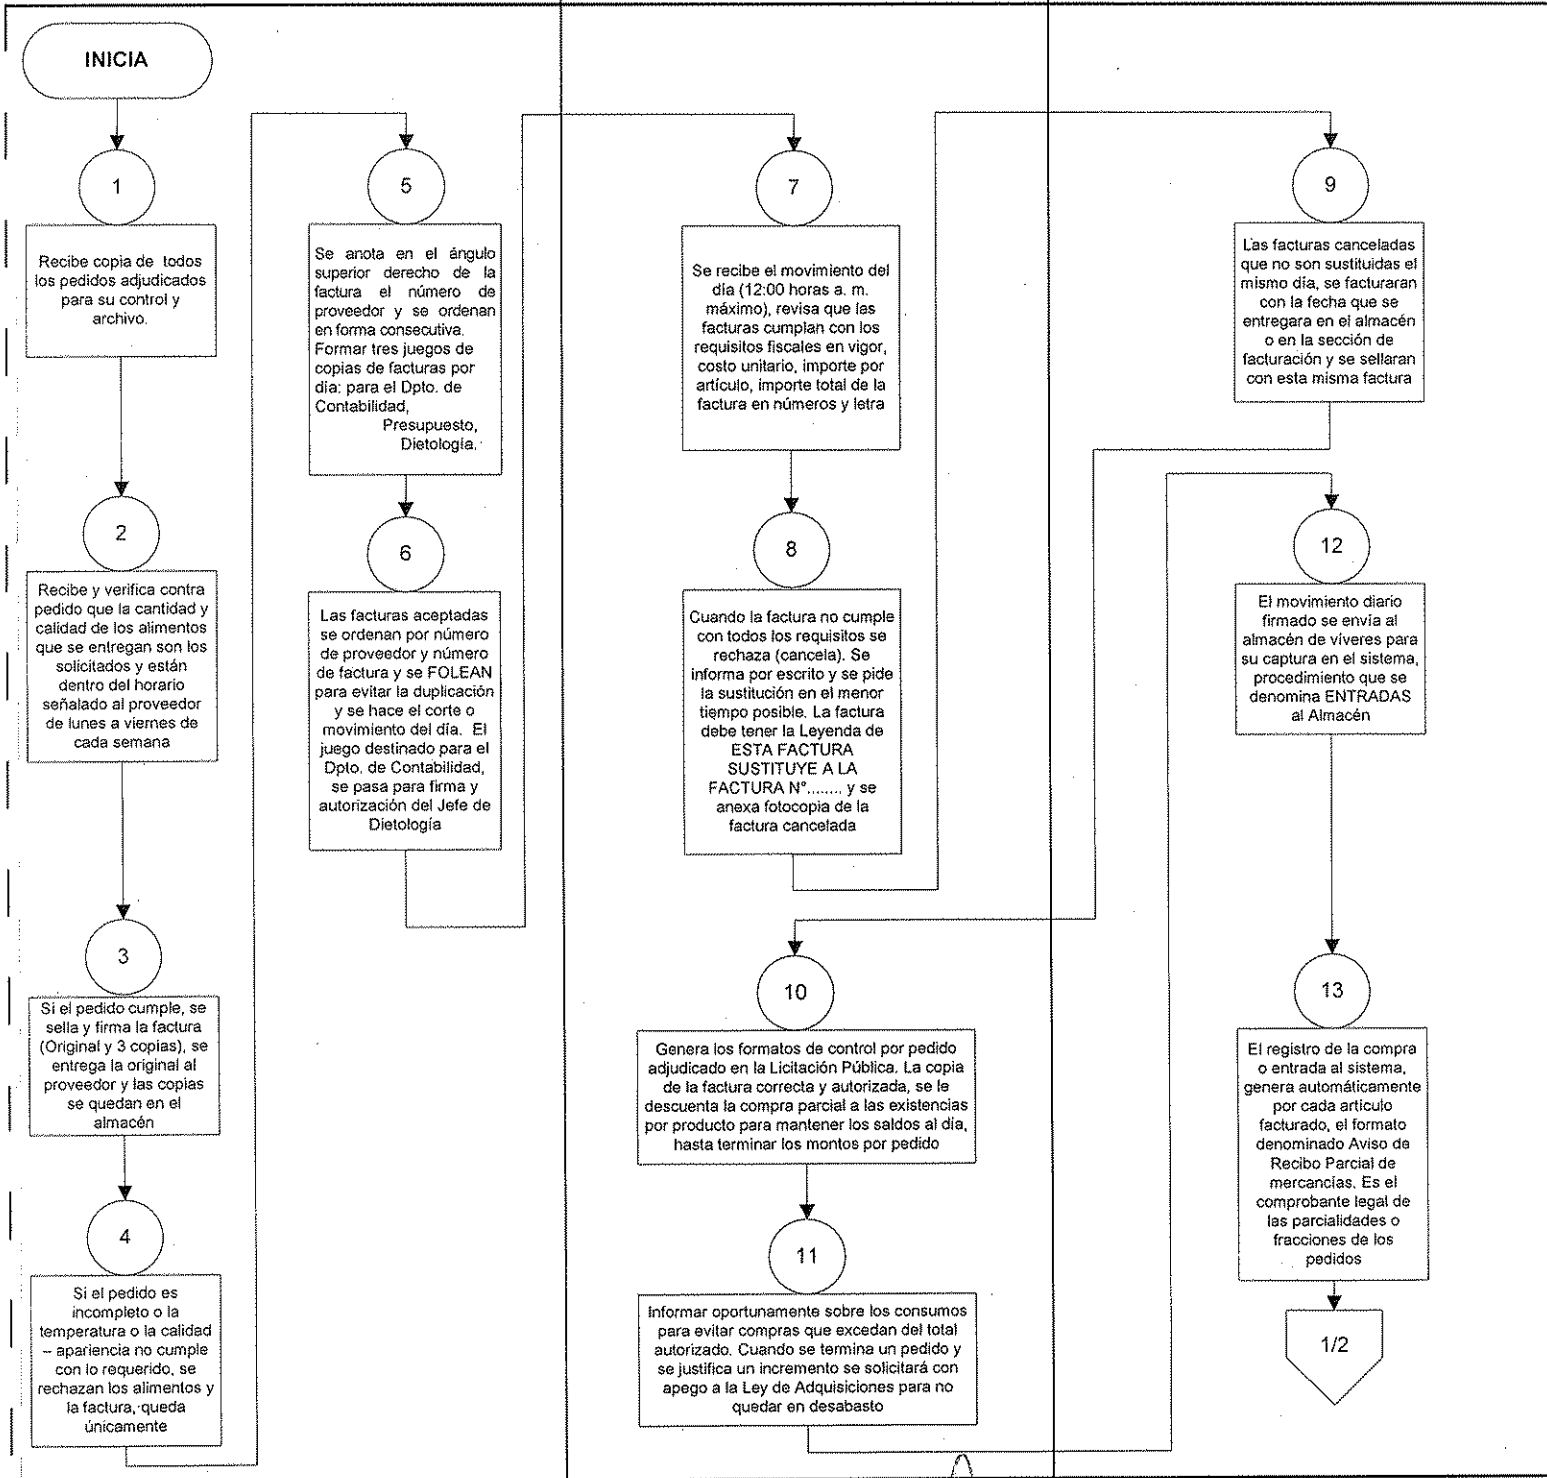 INICIA
1
Recibe copia de todos
los pedidos adjudicados
para su control y
archivo.
2
Recibe y verifica contra
pedido que la cantidad y
calidad de los alimentos
que se entregan son los
solicitados y están
dentro del horario
señalado al proveedor
de lunes a viernes de
cada semana
3
Si el pedido cumple, se
sella y firma la factura
(Original y 3 copias), se
entrega la original al
proveedor y las copias
se quedan en el
almacén
4
Si el pedido es
incompleto o la
temperatura o la calidad
– apariencia no cumple
con lo requerido, se
rechazan los alimentos y
la factura, queda
únicamente
5
Se anota en el ángulo
superior derecho de la
factura el número de
proveedor y se ordenan
en forma consecutiva.
Formar tres juegos de
copias de facturas por
día: para el Dpto. de
Contabilidad,
Presupuesto,
Dietología.
6
Las facturas aceptadas
se ordenan por número
de proveedor y número
de factura y se FOLEAN
para evitar la duplicación
y se hace el corte o
movimiento del día. El
juego destinado para el
Dpto. de Contabilidad,
se pasa para firma y
autorización del Jefe de
Dietología
7
Se recibe el movimiento del
día (12:00 horas a. m.
máximo), revisa que las
facturas cumplan con los
requisitos fiscales en vigor,
costo unitario, importe por
artículo, importe total de la
factura en números y letra
8
Cuando la factura no cumple
con todos los requisitos se
rechaza (cancela). Se
informa por escrito y se pide
la sustitución en el menor
tiempo posible. La factura
debe tener la Leyenda de
ESTA FACTURA
SUSTITUYE A LA
FACTURA N°........ y se
anexa fotocopia de la
factura cancelada
9
Las facturas canceladas
que no son sustituidas el
mismo día, se facturaran
con la fecha que se
entregara en el almacén
o en la sección de
facturación y se sellaran
con esta misma factura
10
Genera los formatos de control por pedido
adjudicado en la Licitación Pública. La copia
de la factura correcta y autorizada, se le
descuenta la compra parcial a las existencias
por producto para mantener los saldos al día,
hasta terminar los montos por pedido
11
Informar oportunamente sobre los consumos
para evitar compras que excedan del total
autorizado. Cuando se termina un pedido y
se justifica un incremento se solicitará con
apego a la Ley de Adquisiciones para no
quedar en desabasto
12
El movimiento diario
firmado se envía al
almacén de víveres para
su captura en el sistema,
procedimiento que se
denomina ENTRADAS
al Almacén
13
El registro de la compra
o entrada al sistema,
genera automáticamente
por cada artículo
facturado, el formato
denominado Aviso de
Recibo Parcial de
mercancías. Es el
comprobante legal de
las parcialidades o
fracciones de los
pedidos
1/2